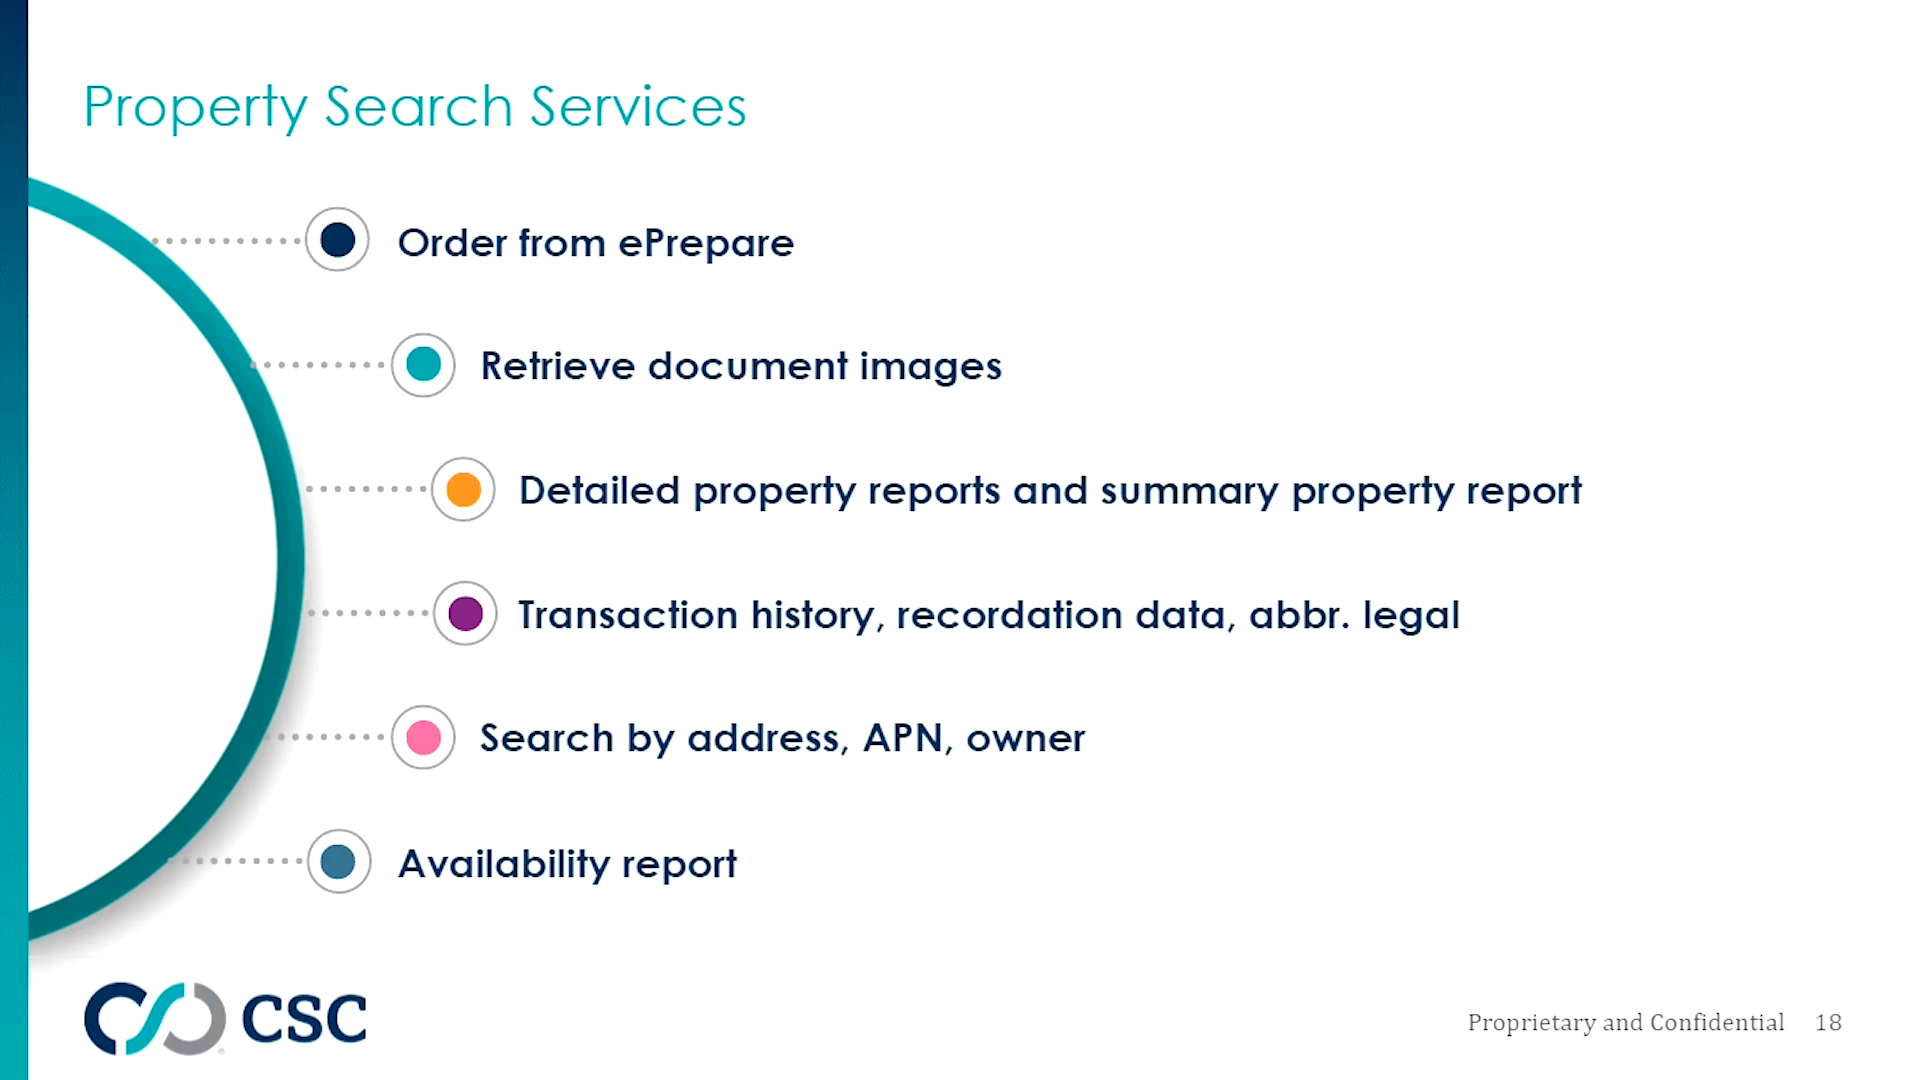 Property Search Services
Order from ePrepare
Retrieve document images
Detailed property reports and summary property report
Transaction history, recordation data, abbr. legal
Search by address, APN, owner
Availability report
CSC
Proprietary and Confidential 18